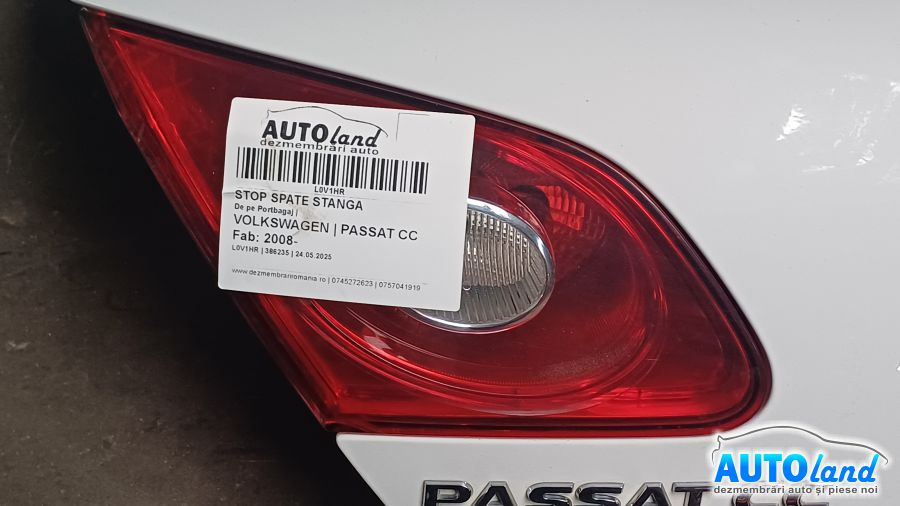 AUTOland
dezmembrări auto
L0V1HR
STOP SPATE STANGA
De pe Portbagaj |
VOLKSWAGEN | PASSAT CC
Fab: 2008-
L0V1HR | 386235 | 24.05.2025
www.dezmembrariromania.ro | 0745272623 | 0757041919
PASSAT CC
AUTOland
dezmembrări auto și piese noi